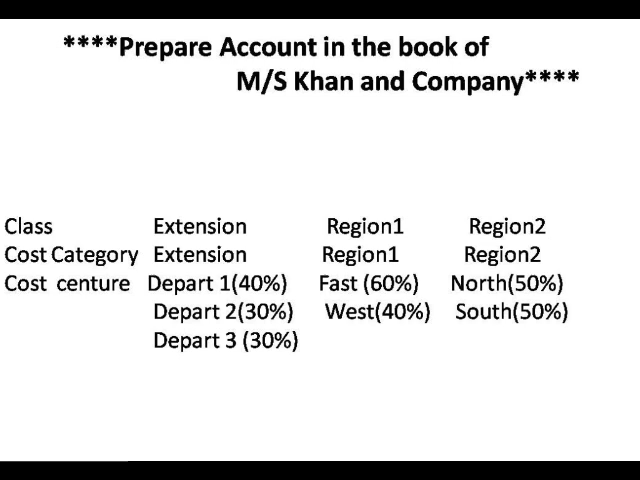 ****Prepare Account in the book of
M/S Khan and Company****
Class Extension Region1 Region2
Cost Category Extension Region1 Region2
Cost centure Depart 1(40%) Fast (60%) North(50%)
Depart 2(30%) West(40%) South(50%)
Depart 3 (30%)